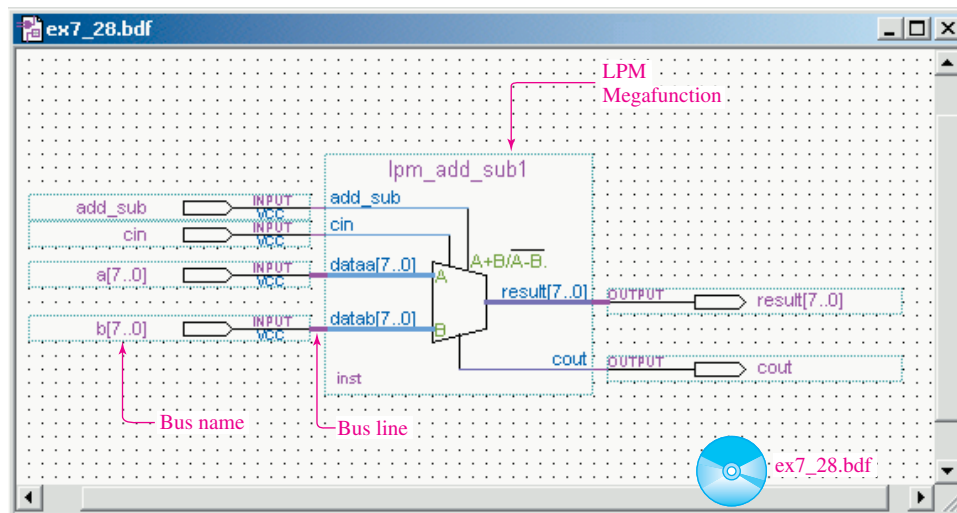 ex7_28.bdf
LPM
Megafunction
lpm_add_sub1
add_sub INPUT VCC add_sub
cin INPUT VCC cin
A+B/A-B.
a[7..0] INPUT VCC dataa[7..0] A
result[7..0] OUTPUT result[7..0]
b[7..0] INPUT VCC datab[7..0] B
cout OUTPUT cout
inst
Bus name
Bus line
ex7_28.bdf